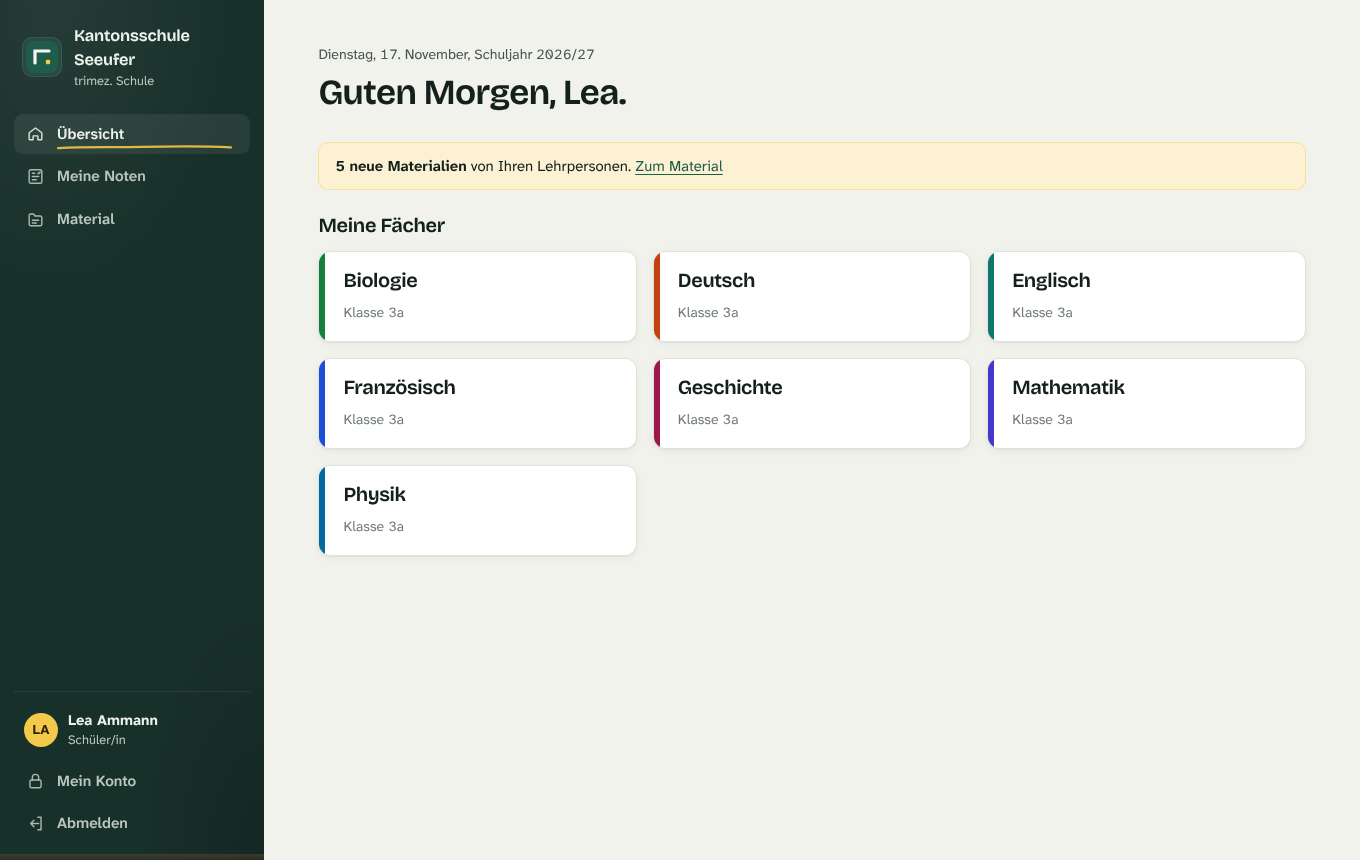 Kantonsschule
Seeufer
trimez. Schule
Übersicht
Meine Noten
Material
LA
Lea Ammann
Schüler/in
Mein Konto
Abmelden
Dienstag, 17. November, Schuljahr 2026/27
Guten Morgen, Lea.
5 neue Materialien von Ihren Lehrpersonen. Zum Material
Meine Fächer
Biologie
Klasse 3a
Deutsch
Klasse 3a
Englisch
Klasse 3a
Französisch
Klasse 3a
Geschichte
Klasse 3a
Mathematik
Klasse 3a
Physik
Klasse 3a